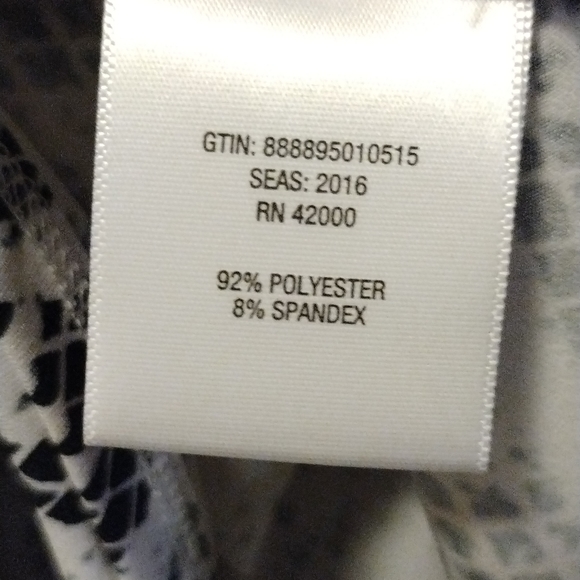 GTIN: 888895010515
SEAS: 2016
RN 42000
92% POLYESTER
8% SPANDEX